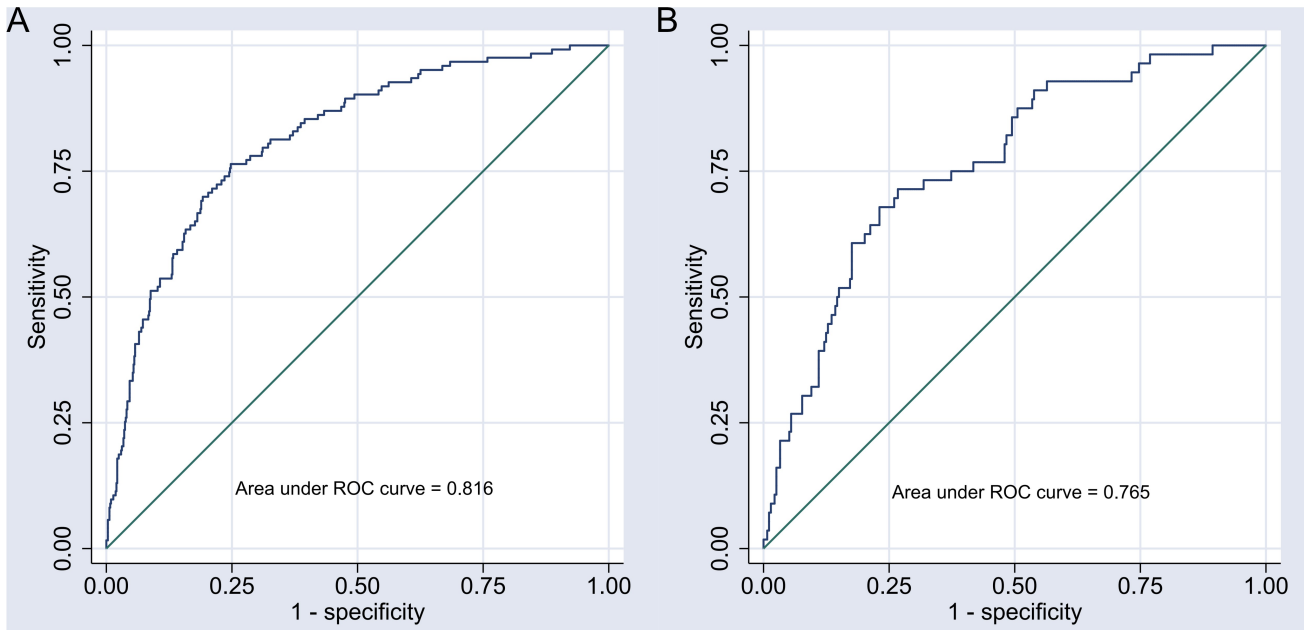 A
1.00
0.75
0.50
0.25
0.00
Sensitivity
Area under ROC curve = 0.816
0.00 0.25 0.50 0.75 1.00
1 - specificity
B
1.00
0.75
0.50
0.25
0.00
Sensitivity
Area under ROC curve = 0.765
0.00 0.25 0.50 0.75 1.00
1 - specificity